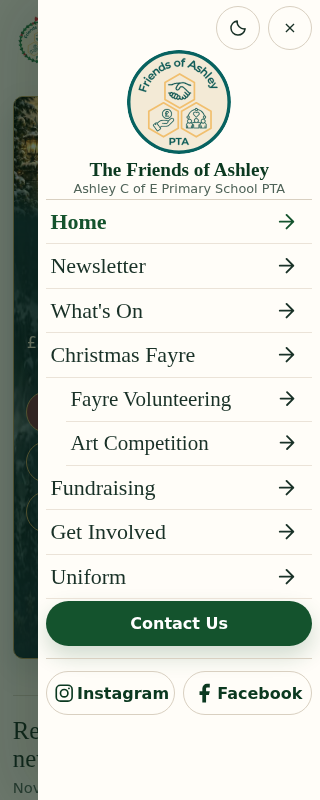 Friends of Ashley
£
PTA
The Friends of Ashley
Ashley C of E Primary School PTA
Home
Newsletter
What's On
Christmas Fayre
Fayre Volunteering
Art Competition
Fundraising
Get Involved
Uniform
Contact Us
Instagram
Facebook
£
Nov